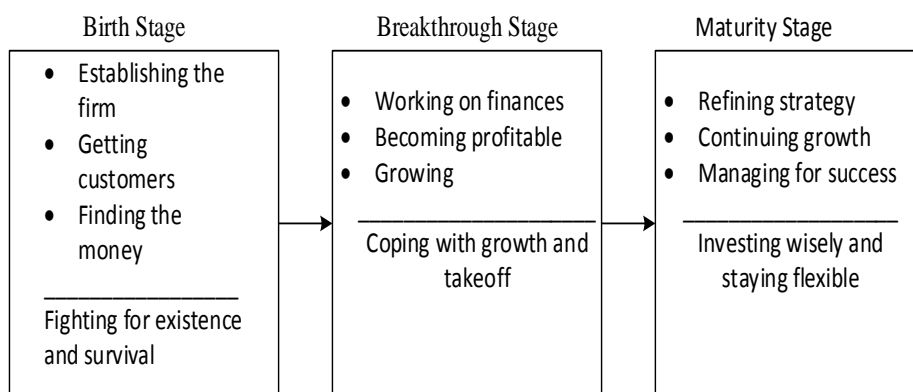 Birth Stage
• Establishing the
firm
• Getting
customers
• Finding the
money
Fighting for existence
and survival
Breakthrough Stage
• Working on finances
• Becoming profitable
• Growing
Coping with growth and
takeoff
Maturity Stage
• Refining strategy
• Continuing growth
• Managing for success
Investing wisely and
staying flexible